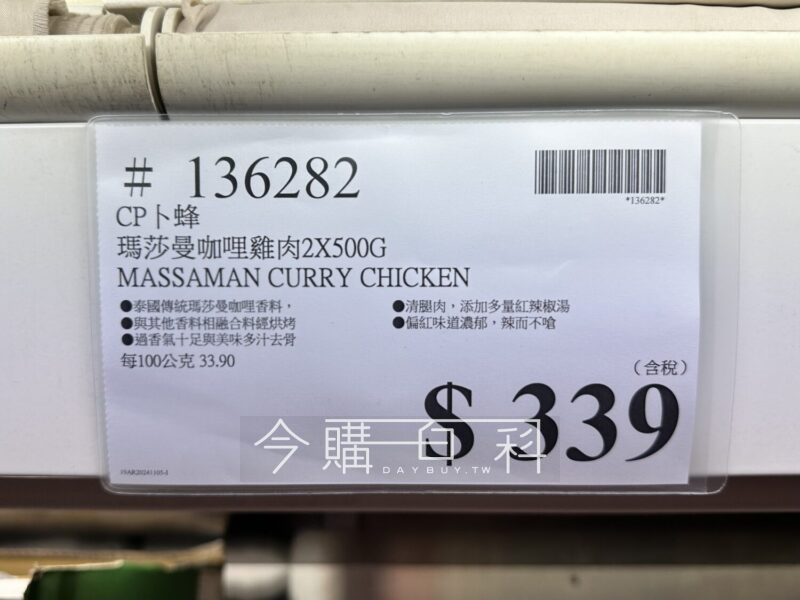 # 136282
*136282*
CP卜蜂
瑪莎曼咖哩雞肉2X500G
MASSAMAN CURRY CHICKEN
●泰國傳統瑪莎曼咖哩香料，
●與其他香料相融合料經烘烤
●過香氣十足與美味多汁去骨
●清腿肉，添加多量紅辣椒湯
●偏紅味道濃郁，辣而不嗆
每100公克 33.90
（含稅）
$ 339
今購百科
DAYBUY.TW